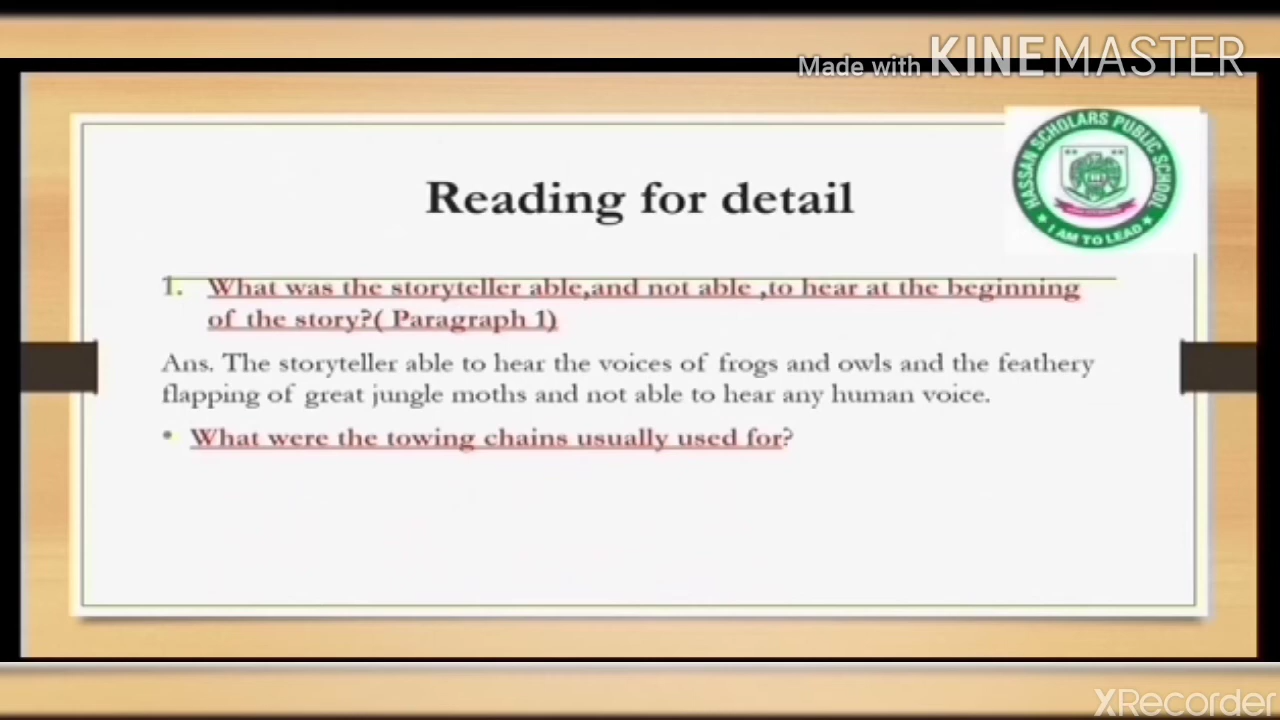 Made with KINEMASTER
HASSAN SCHOLARS PUBLIC SCHOOL
I AM TO LEAD
Reading for detail
1. What was the storyteller able,and not able ,to hear at the beginning
of the story?( Paragraph 1)
Ans. The storyteller able to hear the voices of frogs and owls and the feathery
flapping of great jungle moths and not able to hear any human voice.
• What were the towing chains usually used for?
XRecorder